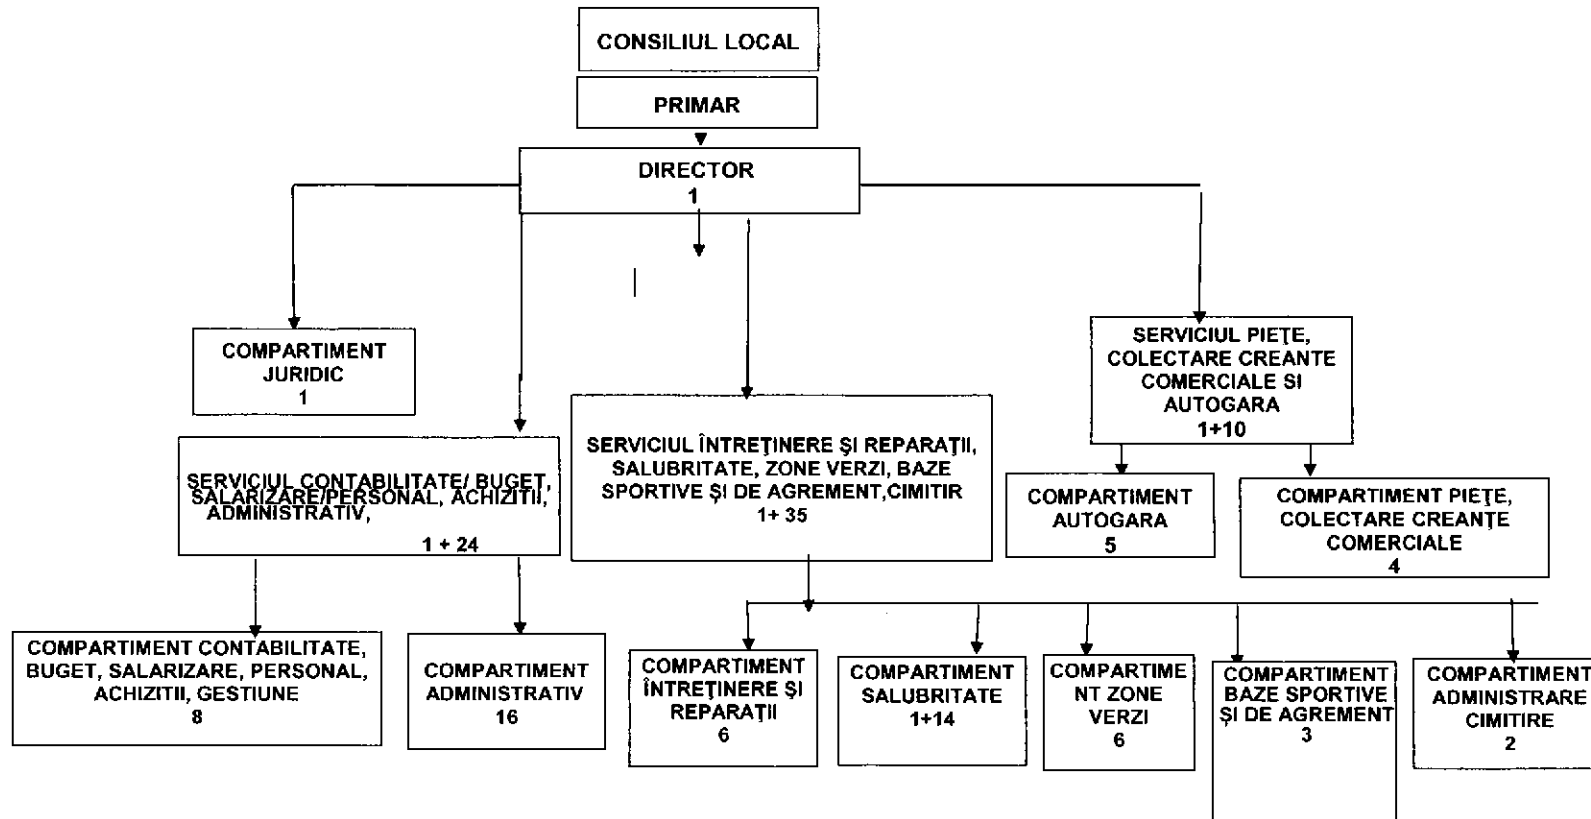 CONSILIUL LOCAL
PRIMAR
DIRECTOR
1
COMPARTIMENT
JURIDIC
1
SERVICIUL PIEŢE,
COLECTARE CREANTE
COMERCIALE SI
AUTOGARA
1+10
SERVICIUL CONTABILITATE/ BUGET,
SALARIZARE/PERSONAL, ACHIZITII,
ADMINISTRATIV,
1 + 24
SERVICIUL ÎNTREŢINERE ŞI REPARAŢII,
SALUBRITATE, ZONE VERZI, BAZE
SPORTIVE ŞI DE AGREMENT,CIMITIR
1+ 35
COMPARTIMENT
AUTOGARA
5
COMPARTIMENT PIEŢE,
COLECTARE CREANŢE
COMERCIALE
4
COMPARTIMENT CONTABILITATE,
BUGET, SALARIZARE, PERSONAL,
ACHIZITII, GESTIUNE
8
COMPARTIMENT
ADMINISTRATIV
16
COMPARTIMENT
ÎNTREŢINERE ŞI
REPARAŢII
6
COMPARTIMENT
SALUBRITATE
1+14
COMPARTIME
NT ZONE
VERZI
6
COMPARTIMENT
BAZE SPORTIVE
ŞI DE AGREMENT
3
COMPARTIMENT
ADMINISTRARE
CIMITIRE
2